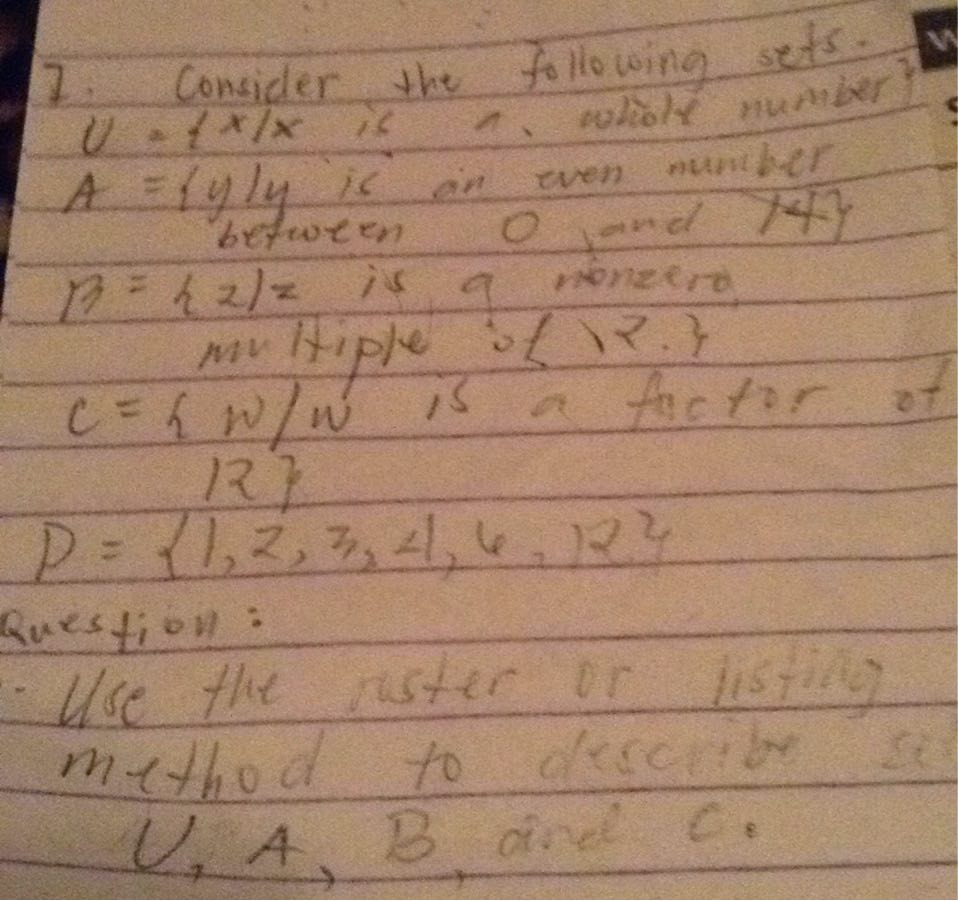 I. Consider the following sets.
U = {x/x is a whole number}
A = {y/y is an even number
between 0 and 14}
B = {z/z is a nonzero
multiple of 12.}
C = {w/w is a factor of
12}
D = {1, 2, 3, 4, 6, 12}
Question:
- Use the roster or listing
method to describe
U, A, B, and C.